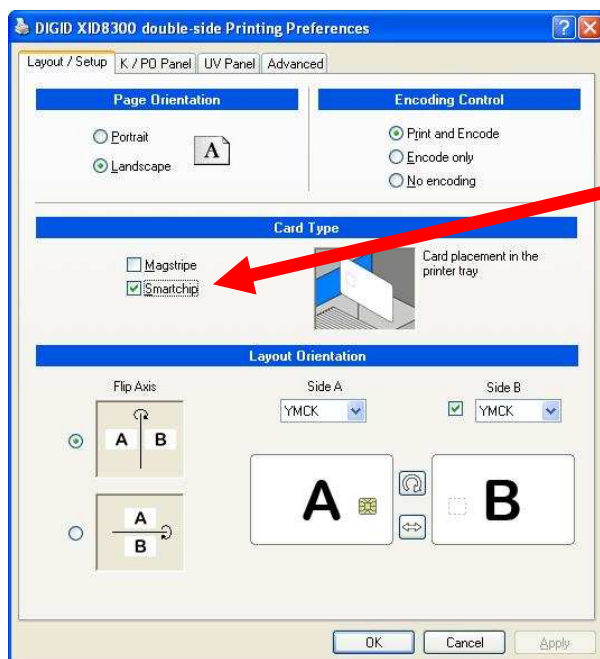 DIGID XID8300 double-side Printing Preferences
Layout / Setup K / PO Panel UV Panel Advanced
Page Orientation
Portrait
Landscape
A
Encoding Control
Print and Encode
Encode only
No encoding
Card Type
Magstripe
Smartchip
Card placement in the
printer tray
Layout Orientation
Flip Axis
A B
A
B
Side A
YMCK
Side B
YMCK
A
B
OK Cancel Apply